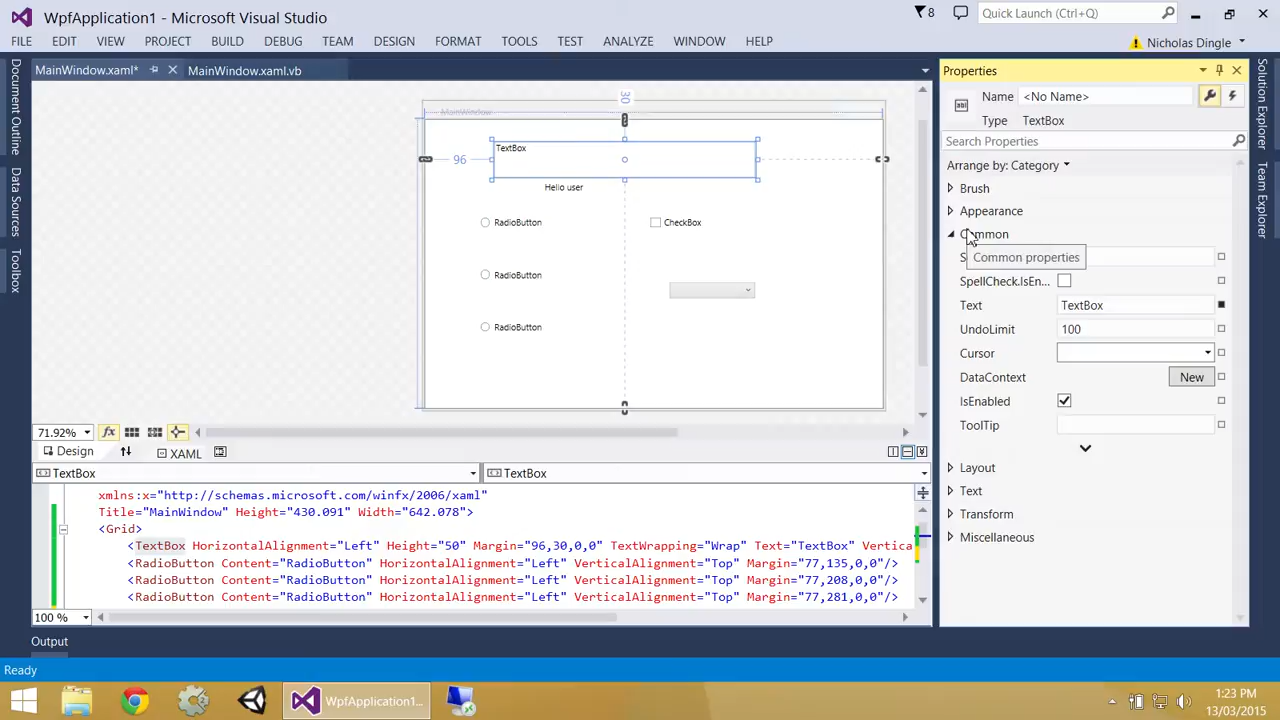 WpfApplication1 - Microsoft Visual Studio
8
Quick Launch (Ctrl+Q)
FILE EDIT VIEW PROJECT BUILD DEBUG TEAM DESIGN FORMAT TOOLS TEST ANALYZE WINDOW HELP
Nicholas Dingle
Document Outline
Data Sources
Toolbox
MainWindow.xaml*
MainWindow.xaml.vb
30
MainWindow
96
TextBox
Hello user
RadioButton
CheckBox
RadioButton
RadioButton
71.92%
fx
Design
XAML
TextBox
TextBox
xmlns:x="http://schemas.microsoft.com/winfx/2006/xaml"
Title="MainWindow" Height="430.091" Width="642.078">
<Grid>
<TextBox HorizontalAlignment="Left" Height="50" Margin="96,30,0,0" TextWrapping="Wrap" Text="TextBox" Vertica
<RadioButton Content="RadioButton" HorizontalAlignment="Left" VerticalAlignment="Top" Margin="77,135,0,0"/>
<RadioButton Content="RadioButton" HorizontalAlignment="Left" VerticalAlignment="Top" Margin="77,208,0,0"/>
<RadioButton Content="RadioButton" HorizontalAlignment="Left" VerticalAlignment="Top" Margin="77,281,0,0"/>
100 %
Properties
Name <No Name>
Type TextBox
Search Properties
Arrange by: Category
Brush
Appearance
Common
Common properties
SpellCheck.IsEn...
Text TextBox
UndoLimit 100
Cursor
DataContext New
IsEnabled
ToolTip
Layout
Text
Transform
Miscellaneous
Solution Explorer
Team Explorer
Output
Ready
WpfApplication1...
1:23 PM
13/03/2015